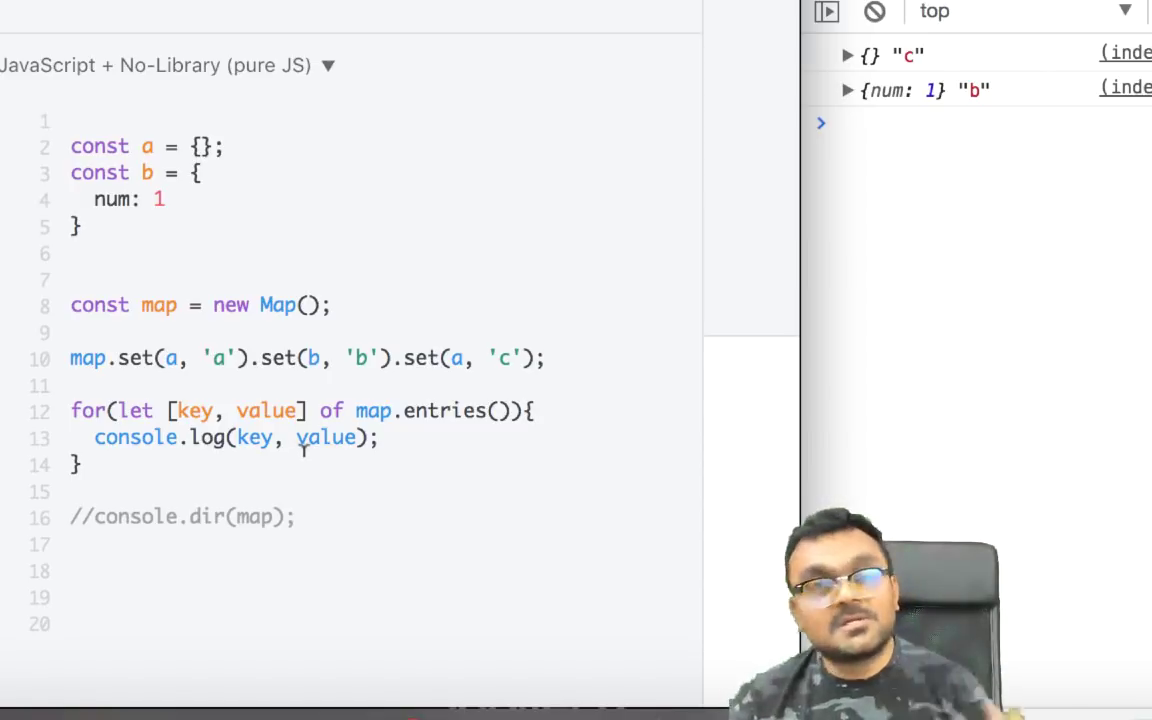 top ▼
JavaScript + No-Library (pure JS) ▼
1
2 const a = {};
3 const b = {
4 num: 1
5 }
6
7
8 const map = new Map();
9
10 map.set(a, 'a').set(b, 'b').set(a, 'c');
11
12 for(let [key, value] of map.entries()){
13 console.log(key, value);
14 }
15
16 //console.dir(map);
17
18
19
20
▶ {} "c" (inde
▶ {num: 1} "b" (inde
>